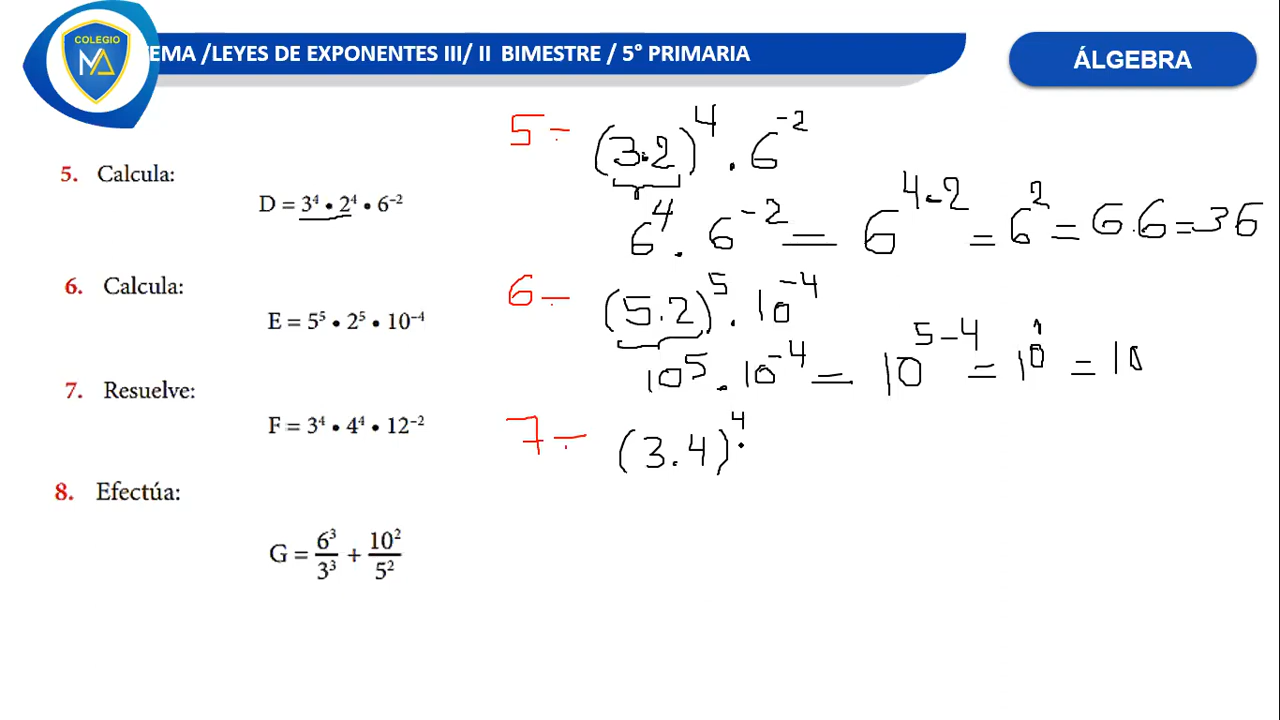 COLEGIO
TEMA /LEYES DE EXPONENTES III/ II BIMESTRE / 5° PRIMARIA
ÁLGEBRA
5. Calcula:
D = 3⁴ • 2⁴ • 6⁻²
6. Calcula:
E = 5⁵ • 2⁵ • 10⁻⁴
7. Resuelve:
F = 3⁴ • 4⁴ • 12⁻²
8. Efectúa:
G = 6³/3³ + 10²/5²
5.- (3.2)⁴ . 6⁻²
6⁴ . 6⁻² = 6⁴⁻² = 6² = 6.6 = 36
6.- (5.2)⁵ . 10⁻⁴
10⁵ . 10⁻⁴ = 10⁵⁻⁴ = 10¹ = 10
7.- (3.4)⁴ .